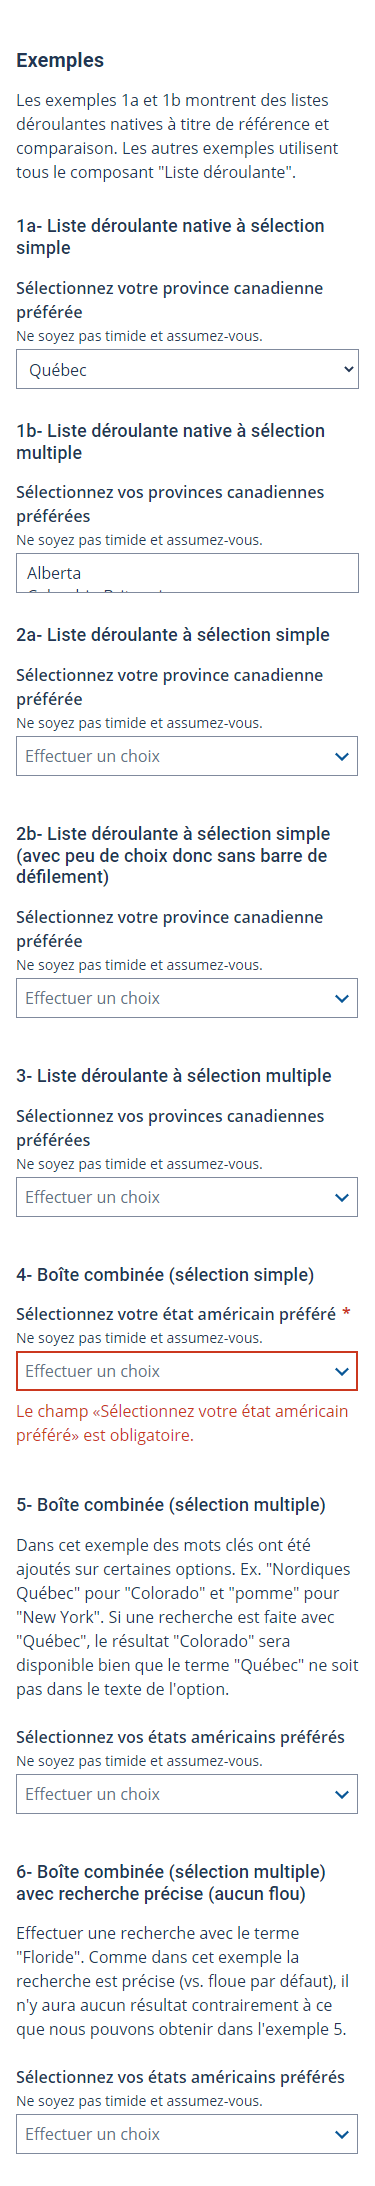 Exemples
Les exemples 1a et 1b montrent des listes
déroulantes natives à titre de référence et
comparaison. Les autres exemples utilisent
tous le composant "Liste déroulante".
1a- Liste déroulante native à sélection
simple
Sélectionnez votre province canadienne
préférée
Ne soyez pas timide et assumez-vous.
Québec
1b- Liste déroulante native à sélection
multiple
Sélectionnez vos provinces canadiennes
préférées
Ne soyez pas timide et assumez-vous.
Alberta
2a- Liste déroulante à sélection simple
Sélectionnez votre province canadienne
préférée
Ne soyez pas timide et assumez-vous.
Effectuer un choix
2b- Liste déroulante à sélection simple
(avec peu de choix donc sans barre de
défilement)
Sélectionnez votre province canadienne
préférée
Ne soyez pas timide et assumez-vous.
Effectuer un choix
3- Liste déroulante à sélection multiple
Sélectionnez vos provinces canadiennes
préférées
Ne soyez pas timide et assumez-vous.
Effectuer un choix
4- Boîte combinée (sélection simple)
Sélectionnez votre état américain préféré *
Ne soyez pas timide et assumez-vous.
Effectuer un choix
Le champ «Sélectionnez votre état américain
préféré» est obligatoire.
5- Boîte combinée (sélection multiple)
Dans cet exemple des mots clés ont été
ajoutés sur certaines options. Ex. "Nordiques
Québec" pour "Colorado" et "pomme" pour
"New York". Si une recherche est faite avec
"Québec", le résultat "Colorado" sera
disponible bien que le terme "Québec" ne soit
pas dans le texte de l'option.
Sélectionnez vos états américains préférés
Ne soyez pas timide et assumez-vous.
Effectuer un choix
6- Boîte combinée (sélection multiple)
avec recherche précise (aucun flou)
Effectuer une recherche avec le terme
"Floride". Comme dans cet exemple la
recherche est précise (vs. floue par défaut), il
n'y aura aucun résultat contrairement à ce
que nous pouvons obtenir dans l'exemple 5.
Sélectionnez vos états américains préférés
Ne soyez pas timide et assumez-vous.
Effectuer un choix